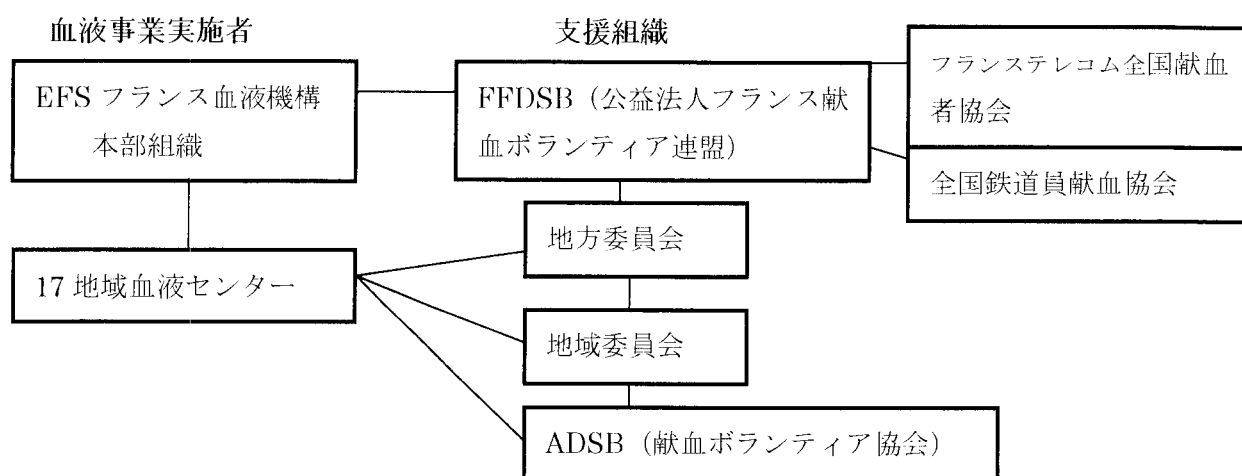 血液事業実施者
支援組織
EFS フランス血液機構
本部組織
FFDSB（公益法人フランス献
血ボランティア連盟）
フランステレコム全国献血
者協会
全国鉄道員献血協会
地方委員会
17 地域血液センター
地域委員会
ADSB（献血ボランティア協会）